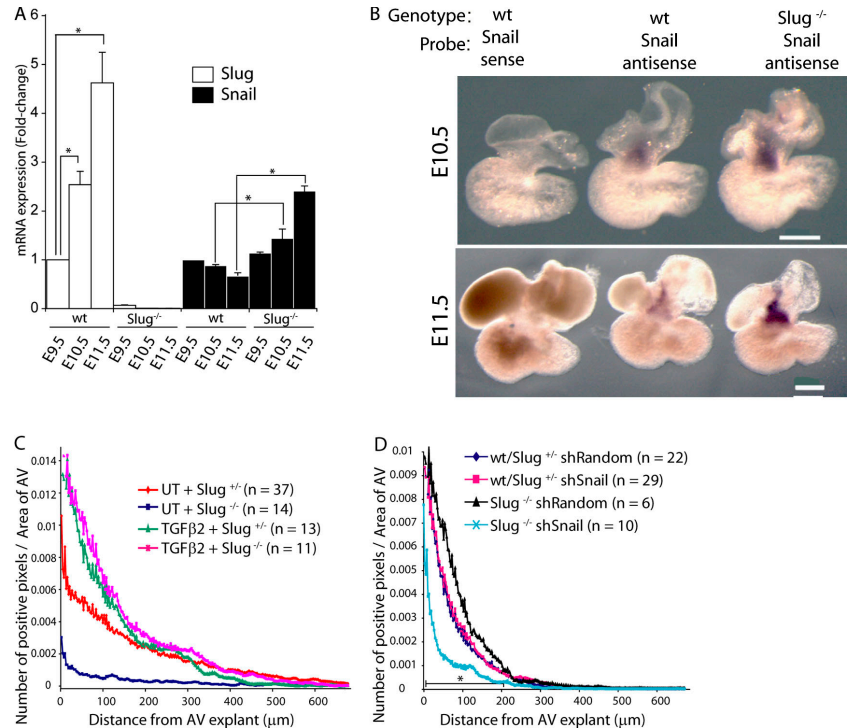 A
mRNA expression (Fold-change)
6
5
4
3
2
1
0
*
*
*
*
Slug
Snail
wt
Slug-/-
wt
Slug-/-
E9.5
E10.5
E11.5
E9.5
E10.5
E11.5
E9.5
E10.5
E11.5
E9.5
E10.5
E11.5
B
Genotype:
Probe:
wt
Snail
sense
wt
Snail
antisense
Slug -/-
Snail
antisense
E10.5
E11.5
C
Number of positive pixels / Area of AV
0.014
0.012
0.01
0.008
0.006
0.004
0.002
0
UT + Slug +/- (n = 37)
UT + Slug -/- (n = 14)
TGFβ2 + Slug +/- (n = 13)
TGFβ2 + Slug -/- (n = 11)
0 100 200 300 400 500 600
Distance from AV explant (μm)
D
Number of positive pixels / Area of AV
0.01
0.009
0.008
0.007
0.006
0.005
0.004
0.003
0.002
0.001
0
wt/Slug +/- shRandom (n = 22)
wt/Slug +/- shSnail (n = 29)
Slug -/- shRandom (n = 6)
Slug -/- shSnail (n = 10)
*
0 100 200 300 400 500 600
Distance from AV explant (μm)